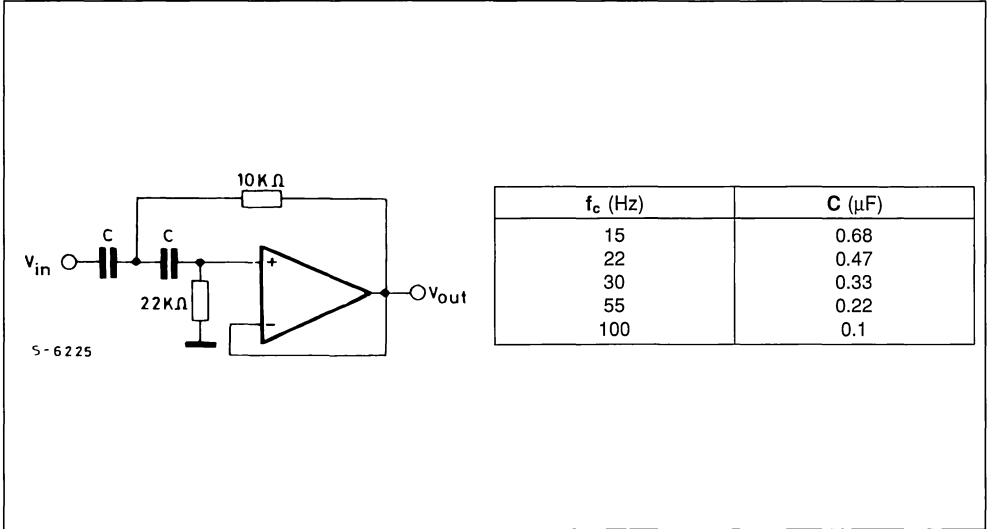 10KΩ
C
C
Vin
+
22KΩ
-
Vout
S-6225
fc (Hz) C (μF)
15 0.68
22 0.47
30 0.33
55 0.22
100 0.1